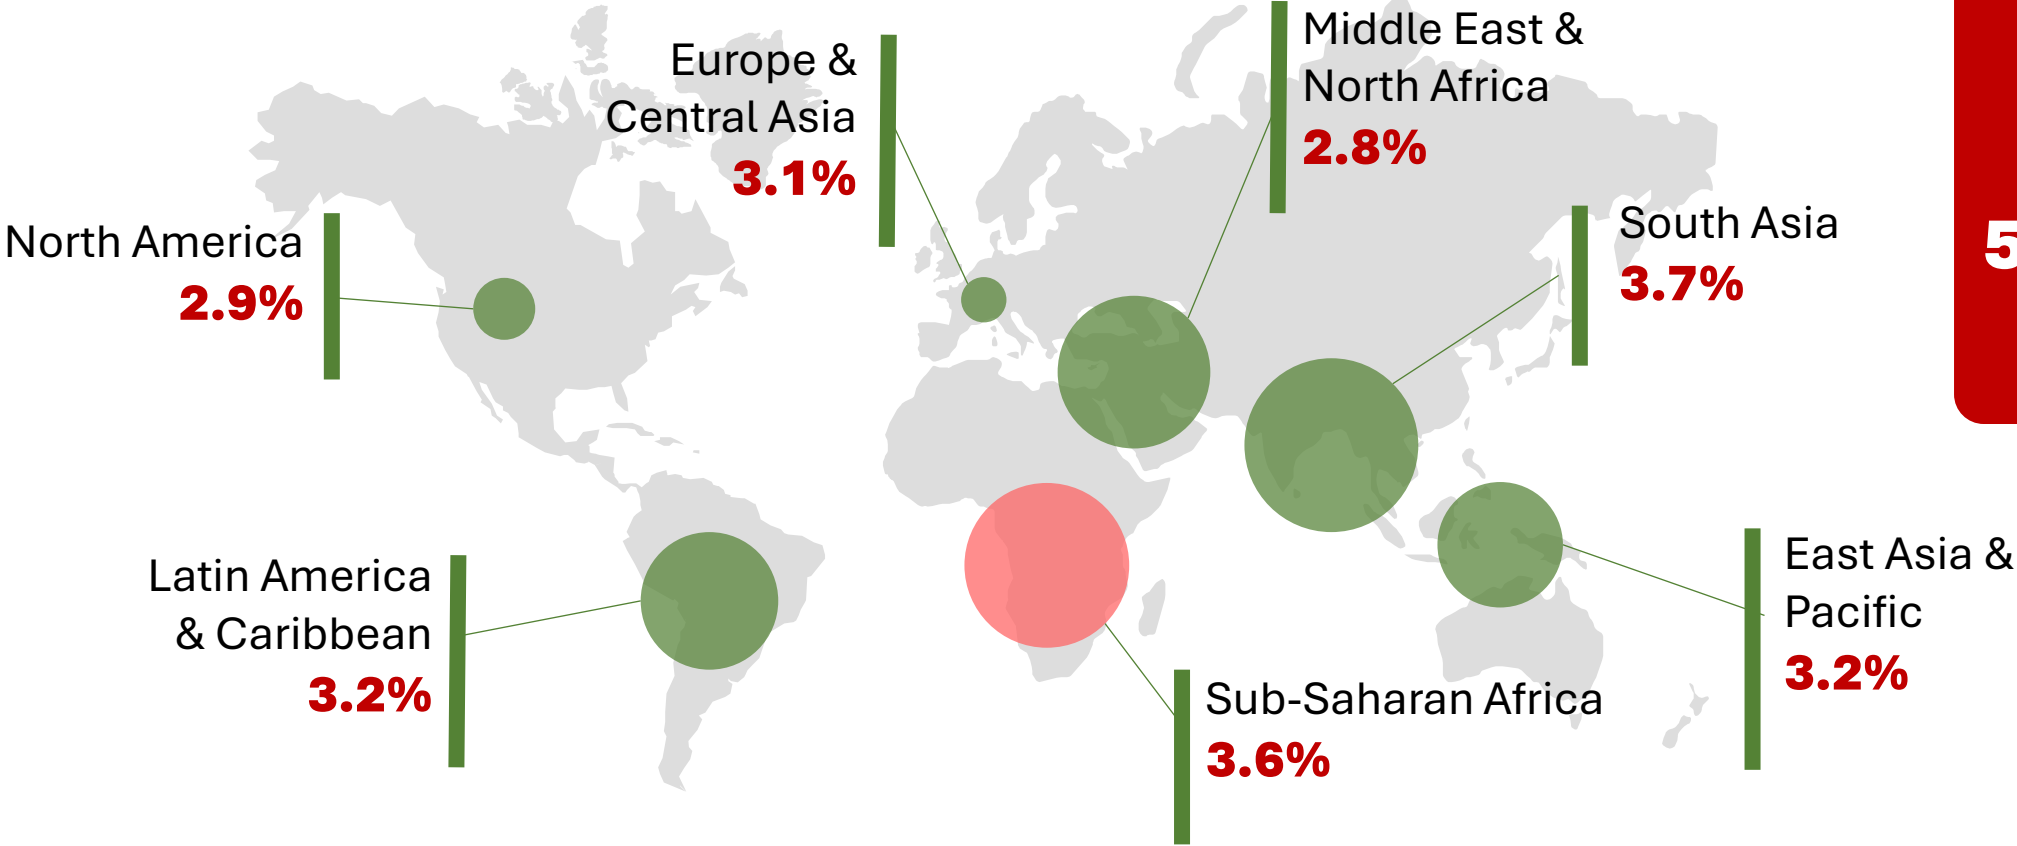 Middle East &
North Africa
2.8%
Europe &
Central Asia
3.1%
South Asia
3.7%
North America
2.9%
5
Latin America
& Caribbean
3.2%
East Asia &
Pacific
3.2%
Sub-Saharan Africa
3.6%